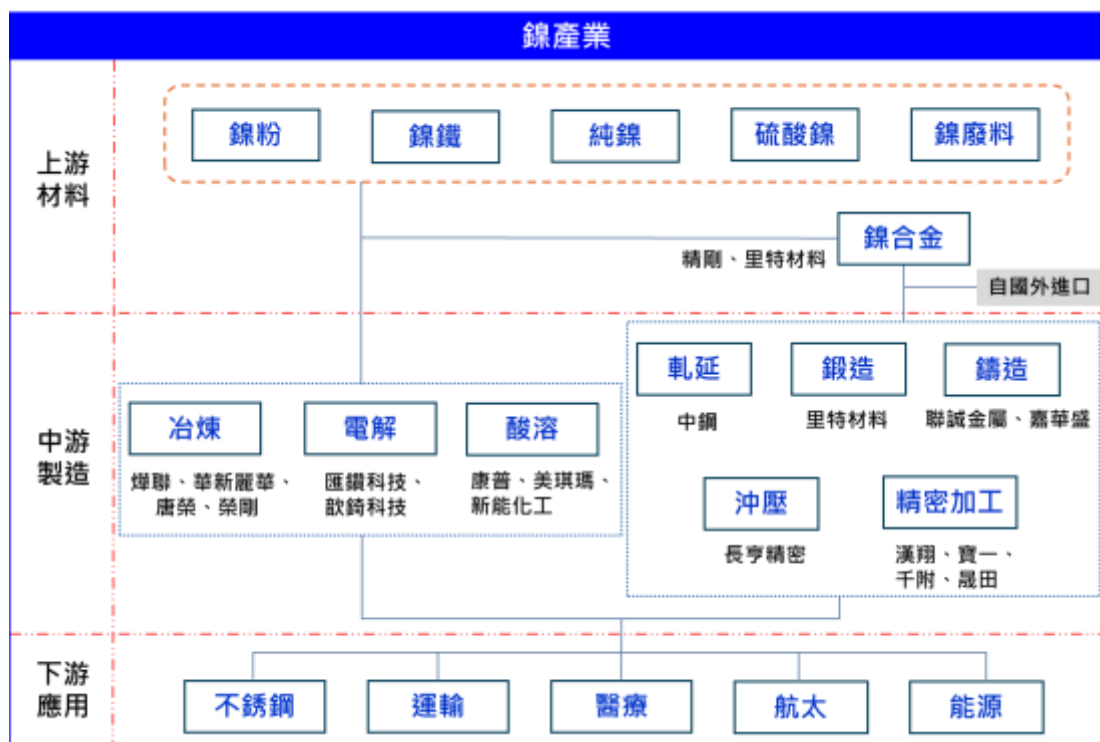 鎳產業
上游
材料
鎳粉
鎳鐵
純鎳
硫酸鎳
鎳廢料
鎳合金
精剛、里特材料
自國外進口
中游
製造
冶煉
燁聯、華新麗華、
唐榮、榮剛
電解
匯鑽科技、
歆錡科技
酸溶
康普、美琪瑪、
新能化工
軋延
中鋼
鍛造
里特材料
鑄造
聯誠金屬、嘉華盛
沖壓
長亨精密
精密加工
漢翔、寶一、
千附、晟田
下游
應用
不銹鋼
運輸
醫療
航太
能源